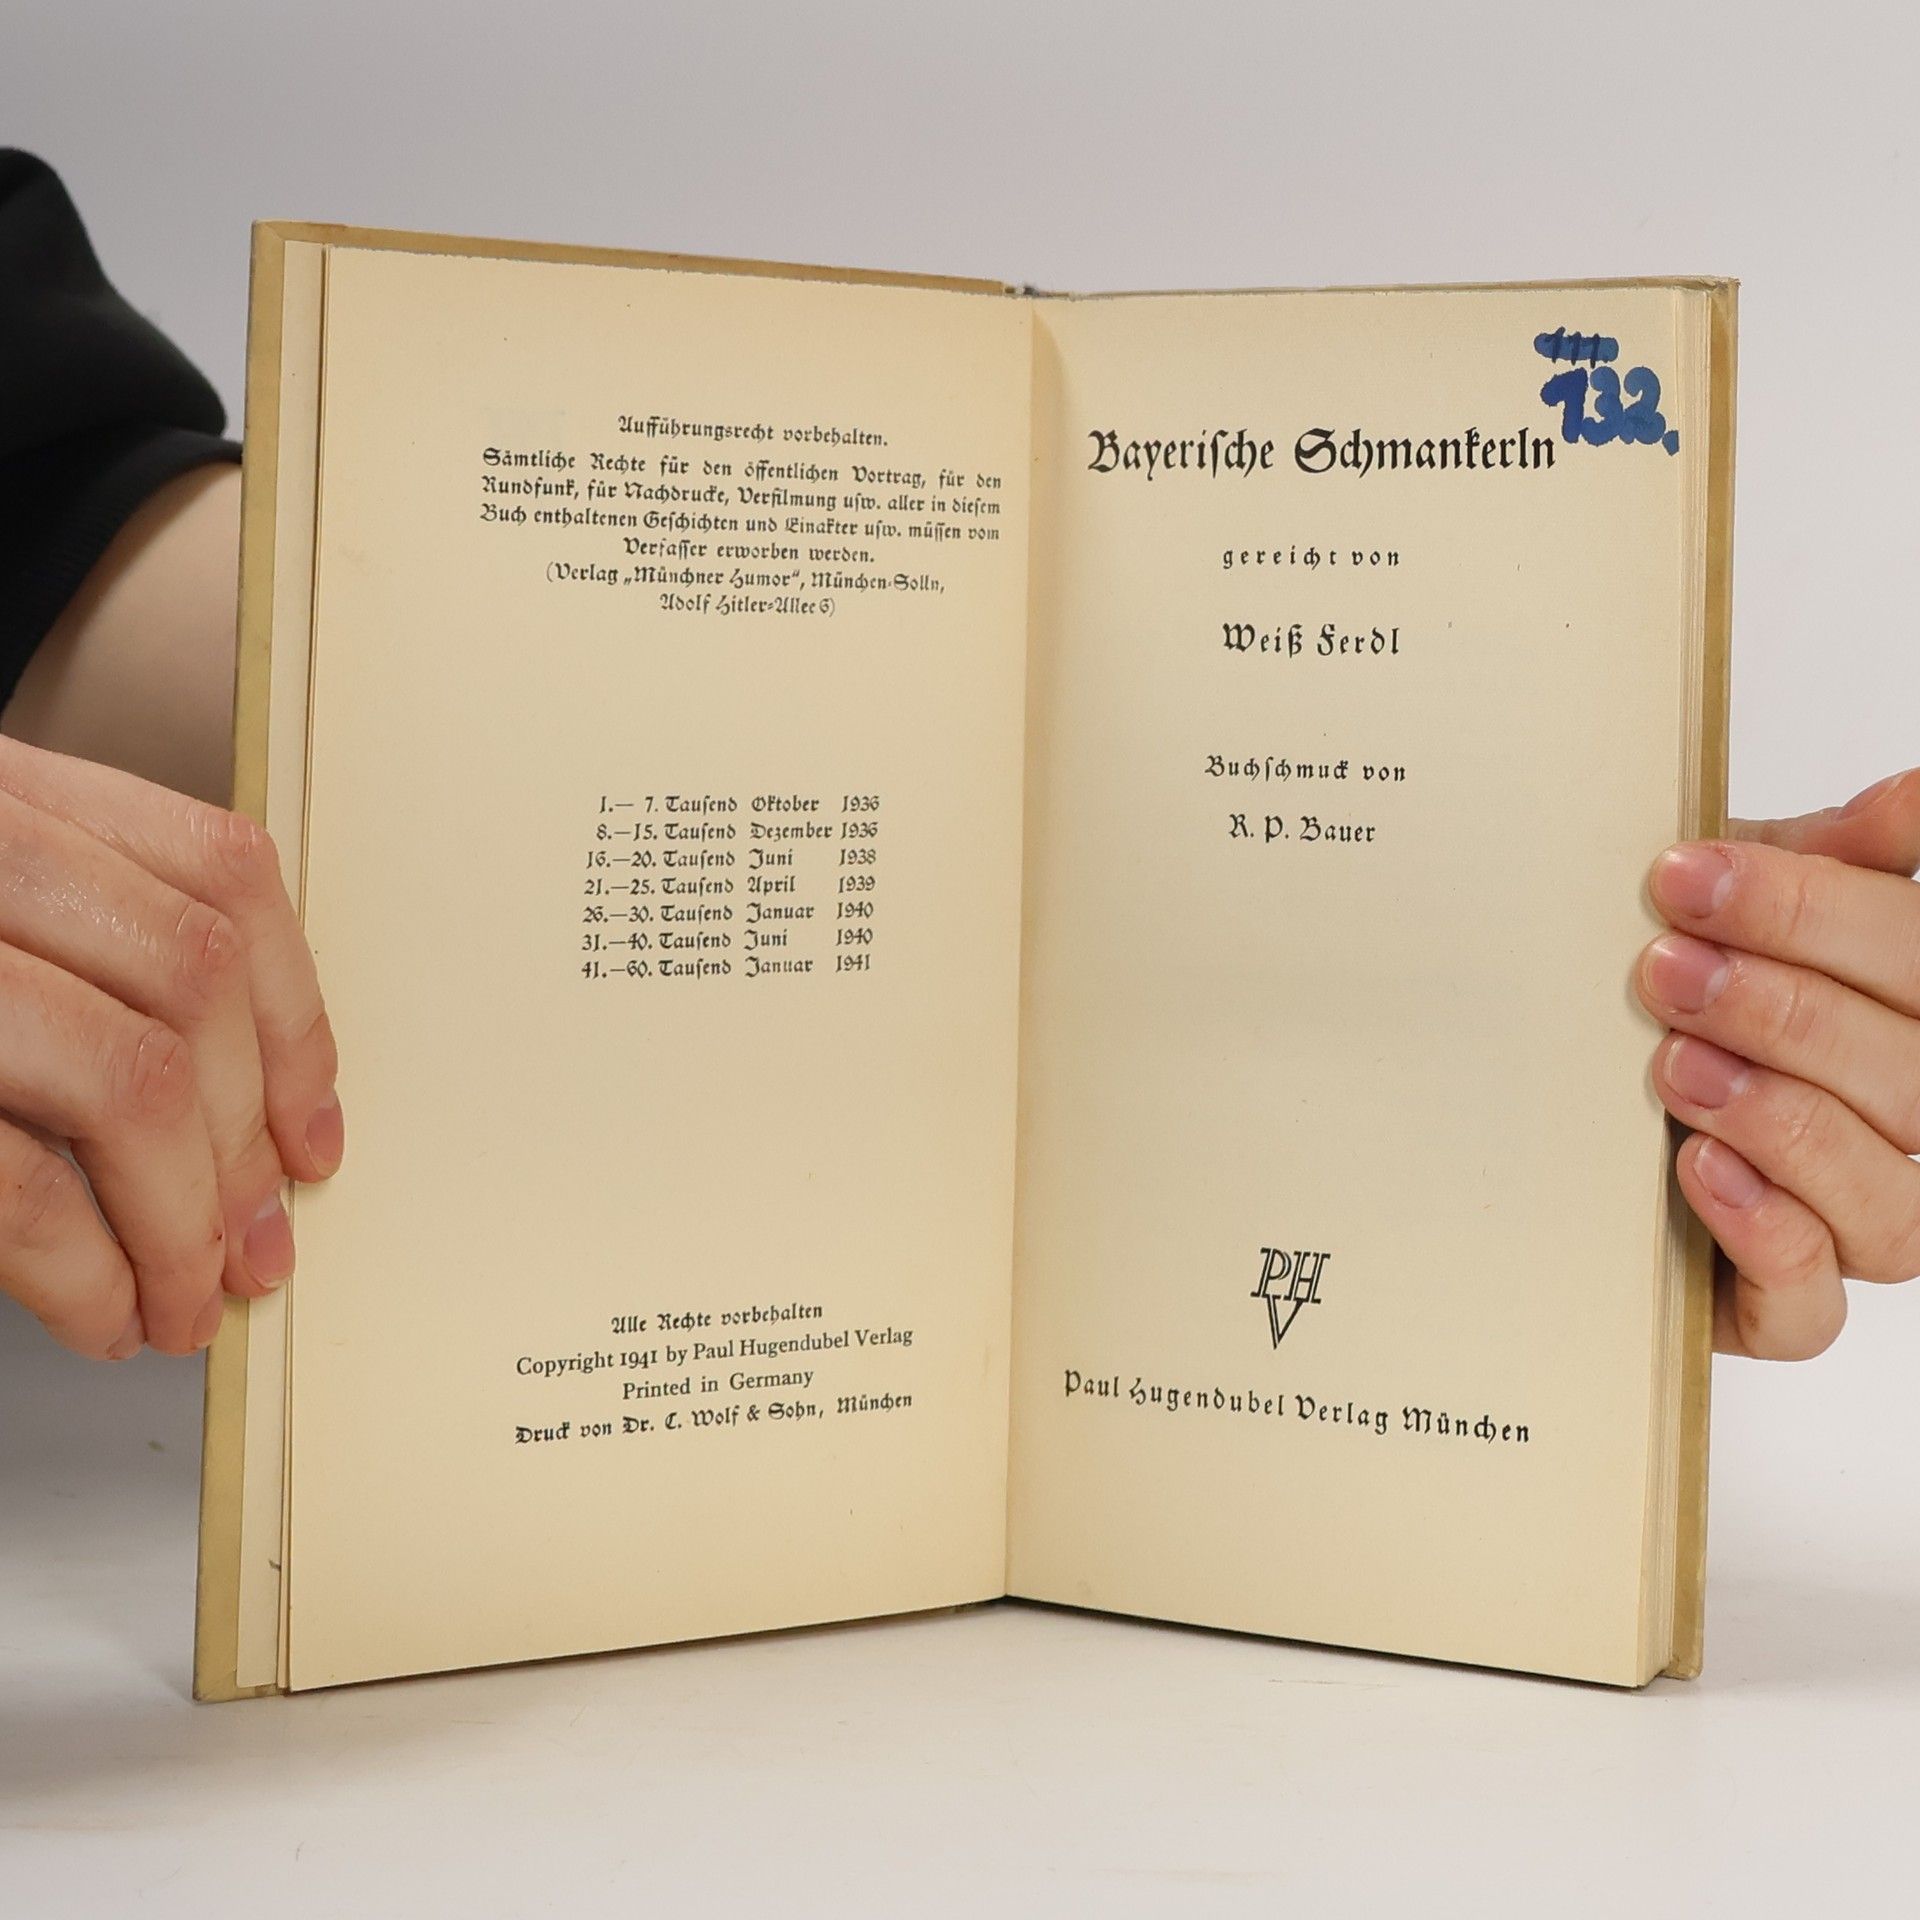 Aufführungsrecht vorbehalten.
Sämtliche Rechte für den öffentlichen Vortrag, für den
Rundfunk, für Nachdrucke, Verfilmung uſw. aller in dieſem
Buch enthaltenen Geſchichten und Einakter uſw. müſſen vom
Verfaſſer erworben werden.
(Verlag „Münchner Humor“, München-Solln,
Adolf Hitler-Allee 6)
1.— 7. Tauſend Oktober 1936
8.—15. Tauſend Dezember 1936
16.—20. Tauſend Juni 1938
21.—25. Tauſend April 1939
26.—30. Tauſend Januar 1940
31.—40. Tauſend Juni 1940
41.—60. Tauſend Januar 1941
Alle Rechte vorbehalten
Copyright 1941 by Paul Hugendubel Verlag
Printed in Germany
Druck von Dr. C. Wolf & Sohn, München
111.
132.
Bayeriſche Schmankerln
gereicht von
Weiß Ferdl
Buchſchmuck von
R. P. Bauer
PHV
Paul Hugendubel Verlag München